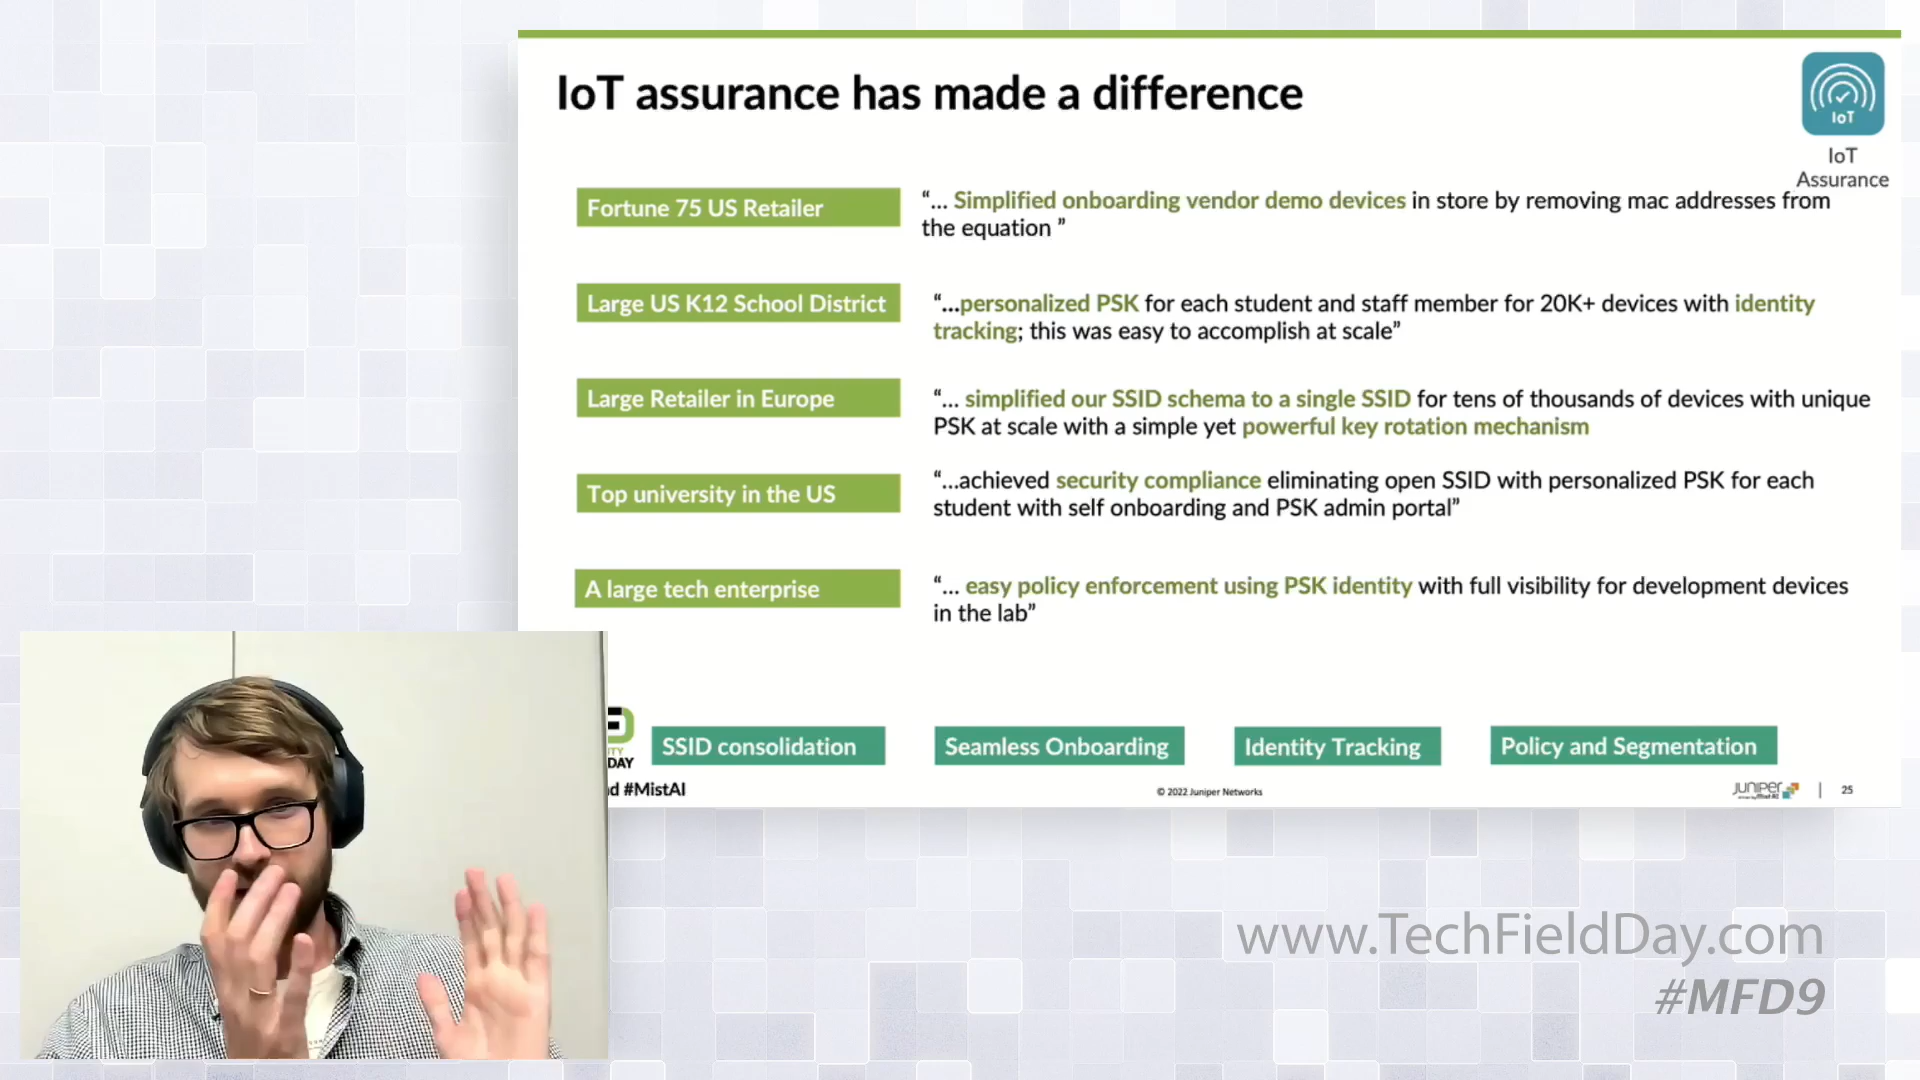 IoT assurance has made a difference
IoT
IoT
Assurance
Fortune 75 US Retailer
“... Simplified onboarding vendor demo devices in store by removing mac addresses from
the equation ”
Large US K12 School District
“...personalized PSK for each student and staff member for 20K+ devices with identity
tracking; this was easy to accomplish at scale”
Large Retailer in Europe
“... simplified our SSID schema to a single SSID for tens of thousands of devices with unique
PSK at scale with a simple yet powerful key rotation mechanism
Top university in the US
“...achieved security compliance eliminating open SSID with personalized PSK for each
student with self onboarding and PSK admin portal”
A large tech enterprise
“... easy policy enforcement using PSK identity with full visibility for development devices
in the lab”
SSID consolidation
Seamless Onboarding
Identity Tracking
Policy and Segmentation
DAY
#MistAI
© 2022 Juniper Networks
Juniper
25
www.TechFieldDay.com
#MFD9